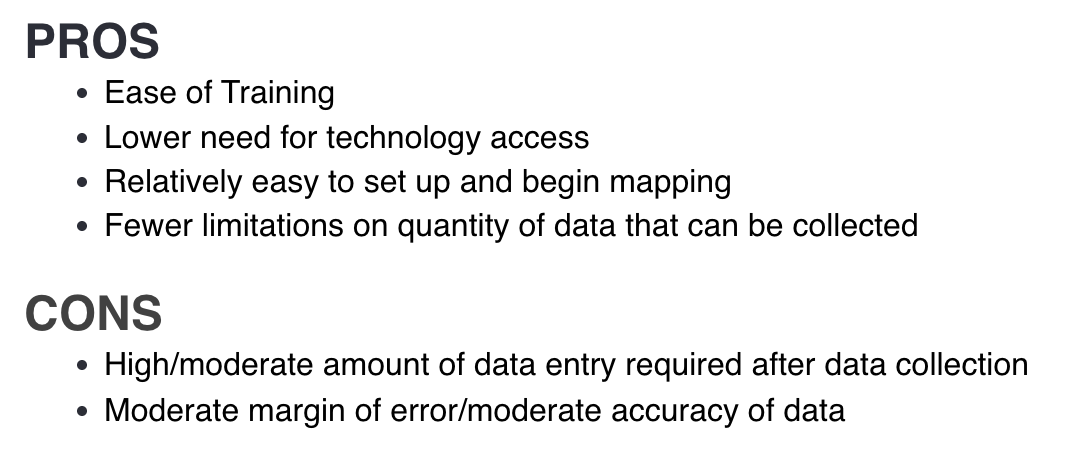 PROS
• Ease of Training
• Lower need for technology access
• Relatively easy to set up and begin mapping
• Fewer limitations on quantity of data that can be collected
CONS
• High/moderate amount of data entry required after data collection
• Moderate margin of error/moderate accuracy of data